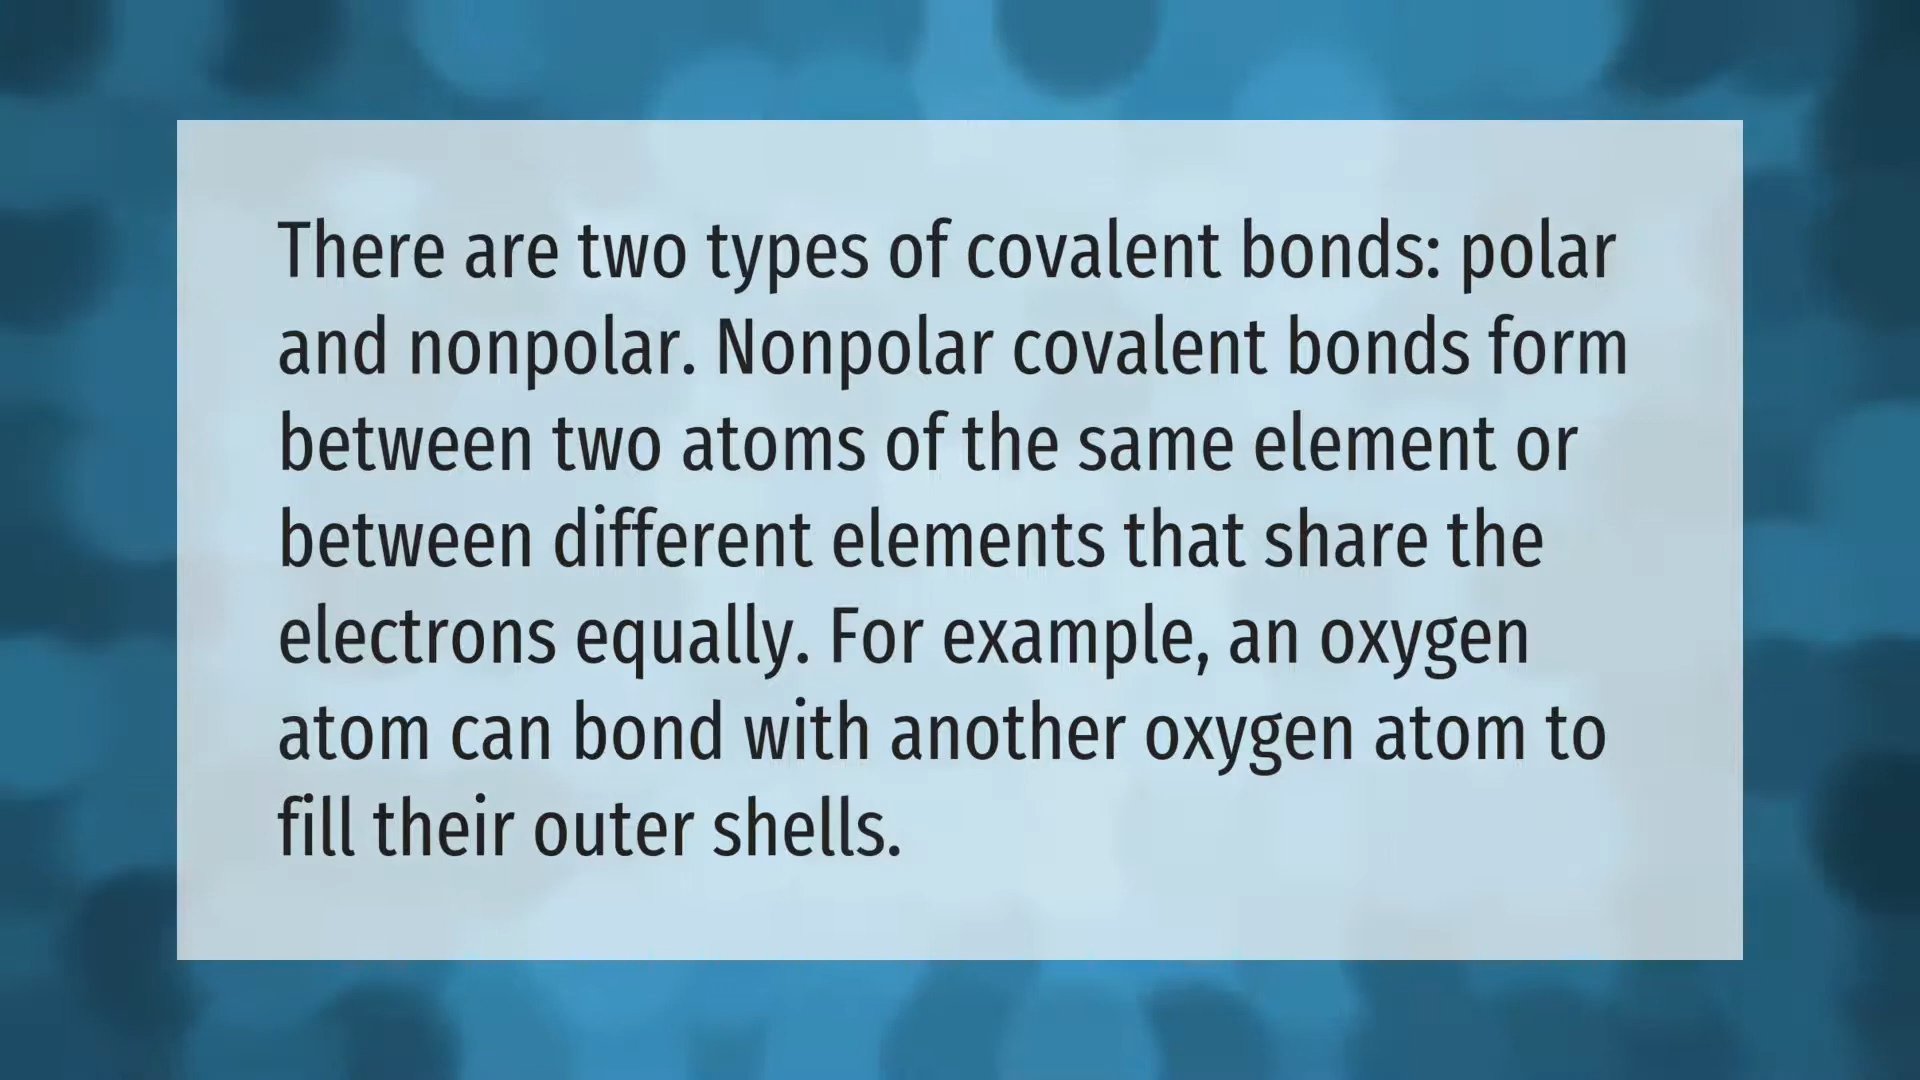 There are two types of covalent bonds: polar
and nonpolar. Nonpolar covalent bonds form
between two atoms of the same element or
between different elements that share the
electrons equally. For example, an oxygen
atom can bond with another oxygen atom to
fill their outer shells.